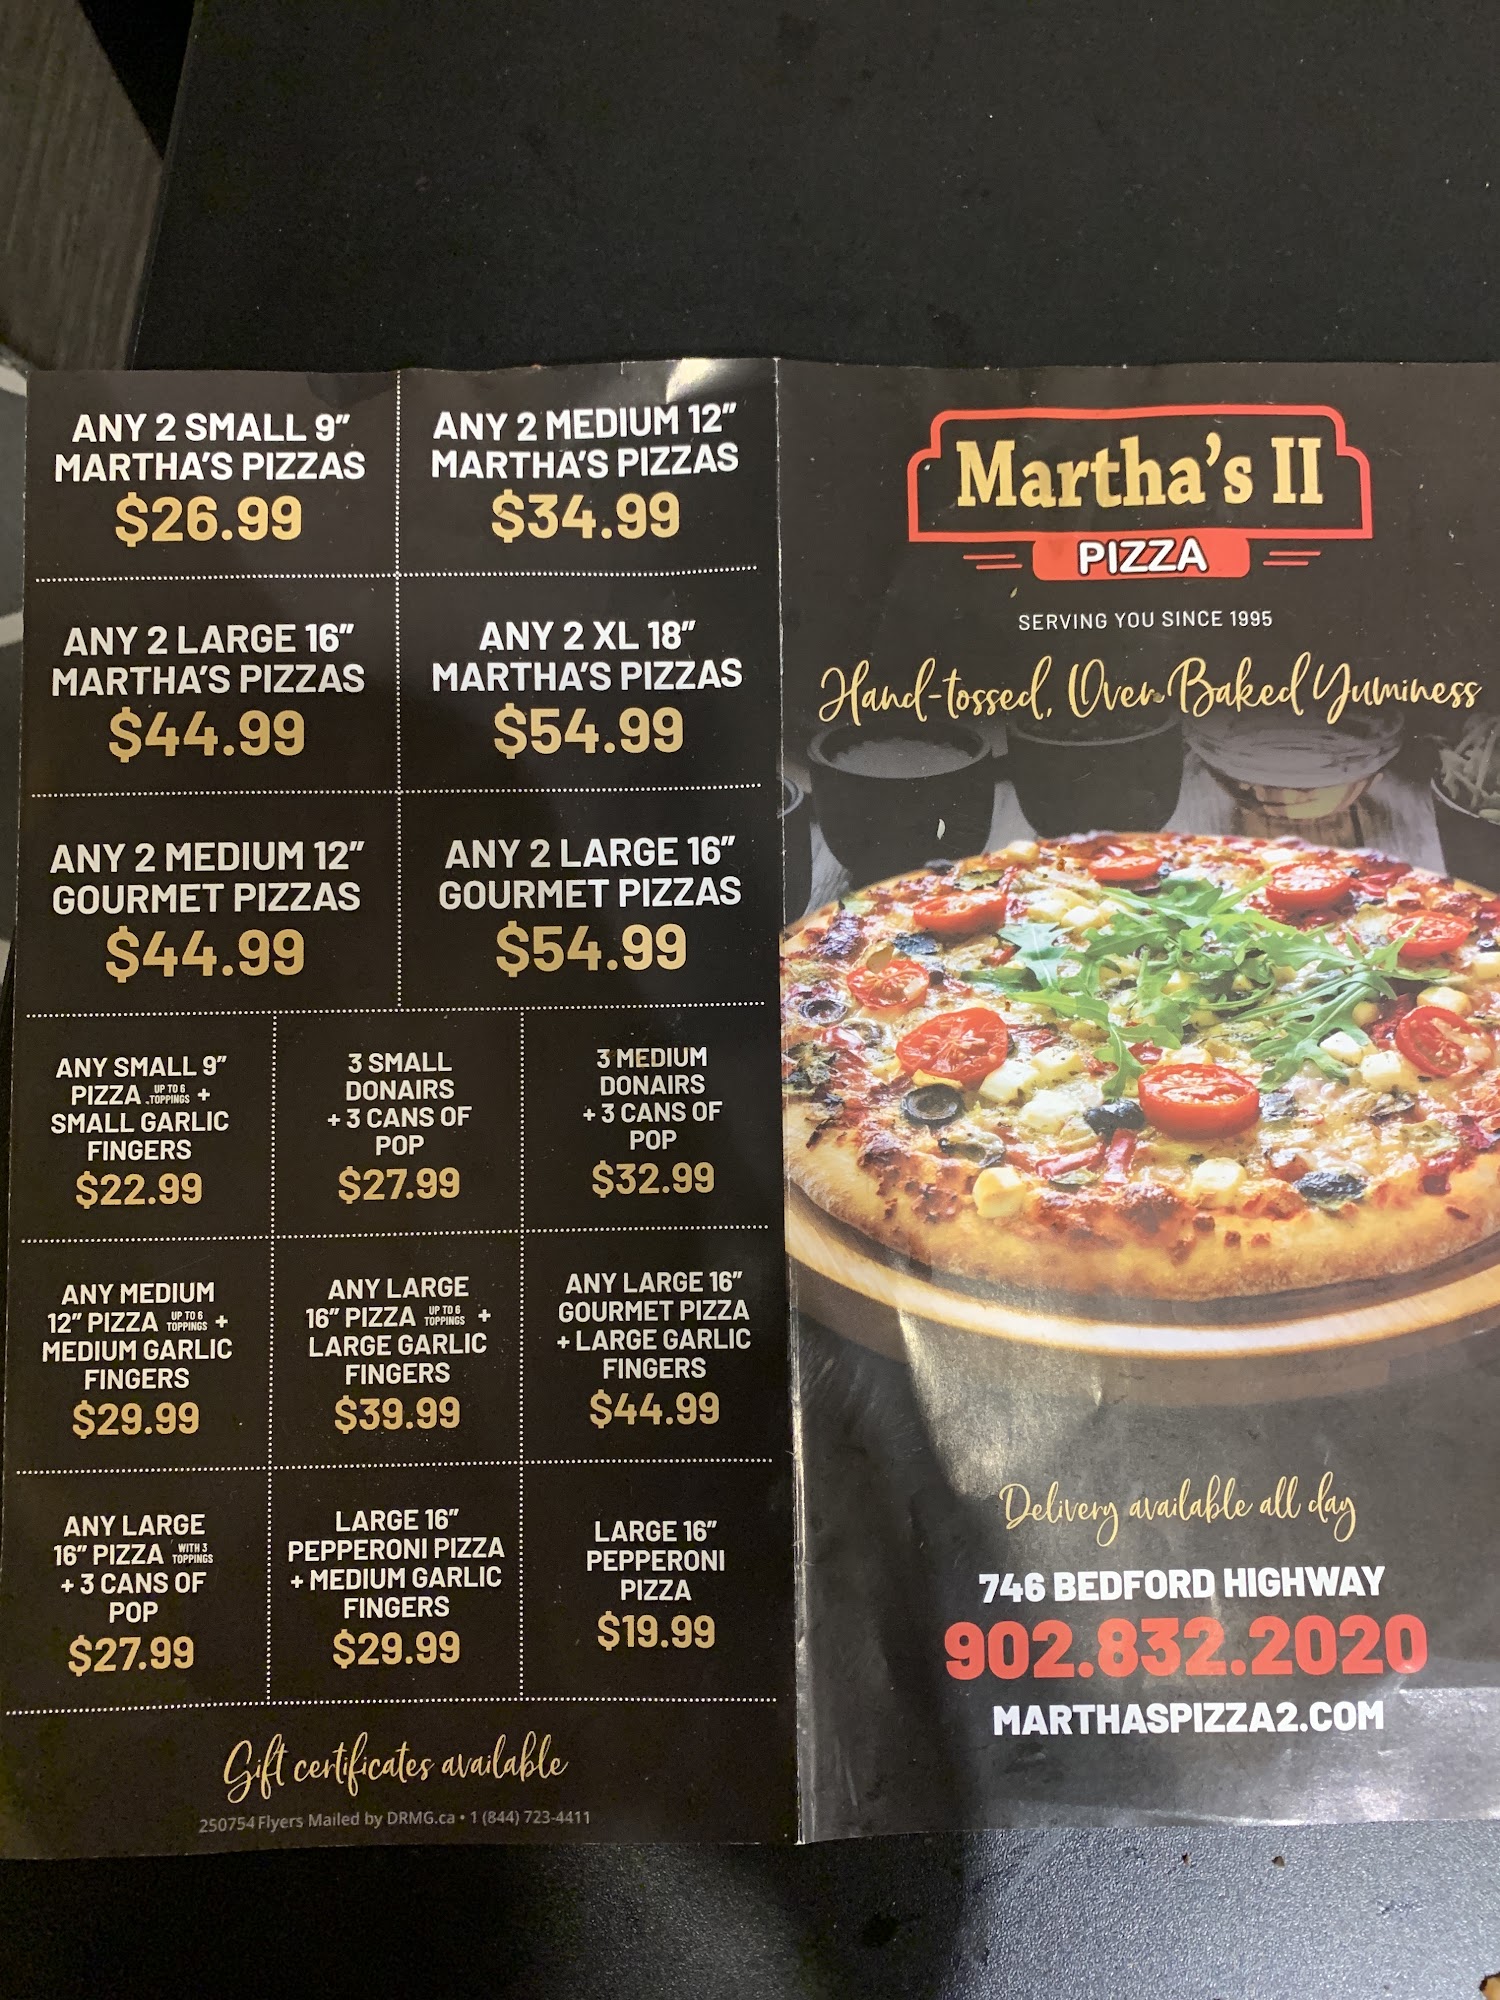 ANY 2 SMALL 9"
MARTHA'S PIZZAS
$26.99
ANY 2 MEDIUM 12"
MARTHA'S PIZZAS
$34.99
ANY 2 LARGE 16"
MARTHA'S PIZZAS
$44.99
ANY 2 XL 18"
MARTHA'S PIZZAS
$54.99
ANY 2 MEDIUM 12"
GOURMET PIZZAS
$44.99
ANY 2 LARGE 16"
GOURMET PIZZAS
$54.99
ANY SMALL 9"
PIZZA UP TO 6 TOPPINGS +
SMALL GARLIC
FINGERS
$22.99
3 SMALL
DONAIRS
+ 3 CANS OF
POP
$27.99
3 MEDIUM
DONAIRS
+ 3 CANS OF
POP
$32.99
ANY MEDIUM
12" PIZZA UP TO 6 TOPPINGS +
MEDIUM GARLIC
FINGERS
$29.99
ANY LARGE
16" PIZZA UP TO 6 TOPPINGS +
LARGE GARLIC
FINGERS
$39.99
ANY LARGE 16"
GOURMET PIZZA
+ LARGE GARLIC
FINGERS
$44.99
ANY LARGE
16" PIZZA WITH 3 TOPPINGS
+ 3 CANS OF
POP
$27.99
LARGE 16"
PEPPERONI PIZZA
+ MEDIUM GARLIC
FINGERS
$29.99
LARGE 16"
PEPPERONI
PIZZA
$19.99
Gift certificates available
250754 Flyers Mailed by DRMG.ca • 1 (844) 723-4411
Martha's II
PIZZA
SERVING YOU SINCE 1995
Hand-tossed, Oven Baked Yuminess
Delivery available all day
746 BEDFORD HIGHWAY
902.832.2020
MARTHASPIZZA2.COM